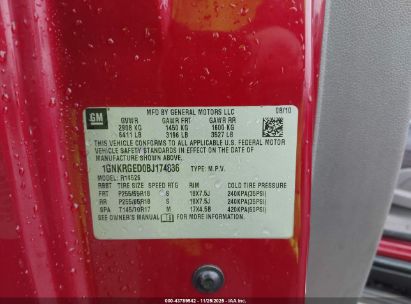 GM
MFD BY GENERAL MOTORS LLC 08/10
GVWR GAWR FRT GAWR RR
2908 KG 1450 KG 1600 KG
6411 LB 3196 LB 3527 LB
THIS VEHICLE CONFORMS TO ALL APPLICABLE U.S. FEDERAL
MOTOR VEHICLE SAFETY STANDARDS IN EFFECT ON THE DATE OF
MANUFACTURE SHOWN ABOVE.
1GNKRGED0BJ174036 TYPE: M.P.V.
MODEL: R14526
TIRE SIZE SPEED RTG RIM COLD TIRE PRESSURE
FRT P255/65R18 S 18X7.5J 240KPA(35PSI)
RR P255/65R18 S 18X7.5J 240KPA(35PSI)
SPA T145/70R17 M 17X4.5B 420KPA(60PSI)
SEE OWNER'S MANUAL FOR MORE INFORMATION.